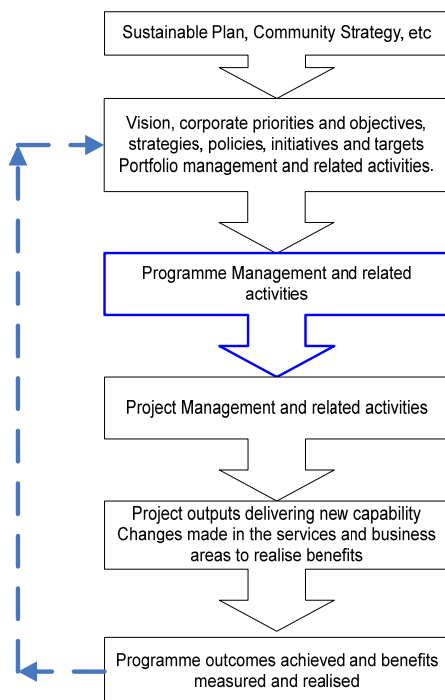 Sustainable Plan, Community Strategy, etc
Vision, corporate priorities and objectives,
strategies, policies, initiatives and targets
Portfolio management and related activities.
Programme Management and related
activities
Project Management and related activities
Project outputs delivering new capability
Changes made in the services and business
areas to realise benefits
Programme outcomes achieved and benefits
measured and realised